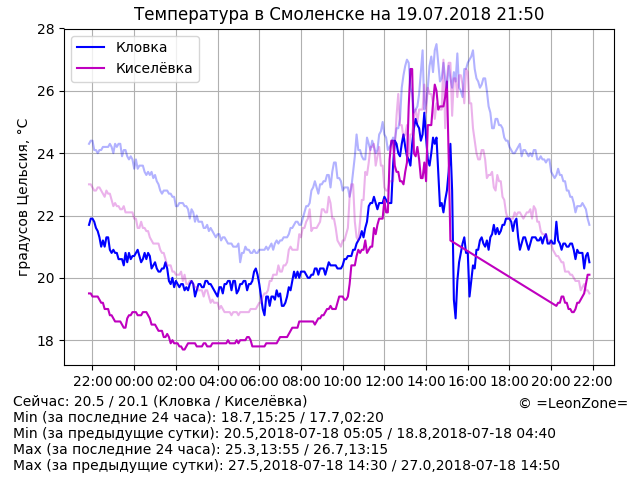 Температура в Смоленске на 19.07.2018 21:50
Кловка
Киселёвка
градусов Цельсия, °C
28
26
24
22
20
18
22:00 00:00 02:00 04:00 06:00 08:00 10:00 12:00 14:00 16:00 18:00 20:00 22:00
Сейчас: 20.5 / 20.1 (Кловка / Киселёвка)
© =LeonZone=
Min (за последние 24 часа): 18.7,15:25 / 17.7,02:20
Min (за предыдущие сутки): 20.5,2018-07-18 05:05 / 18.8,2018-07-18 04:40
Max (за последние 24 часа): 25.3,13:55 / 26.7,13:15
Max (за предыдущие сутки): 27.5,2018-07-18 14:30 / 27.0,2018-07-18 14:50